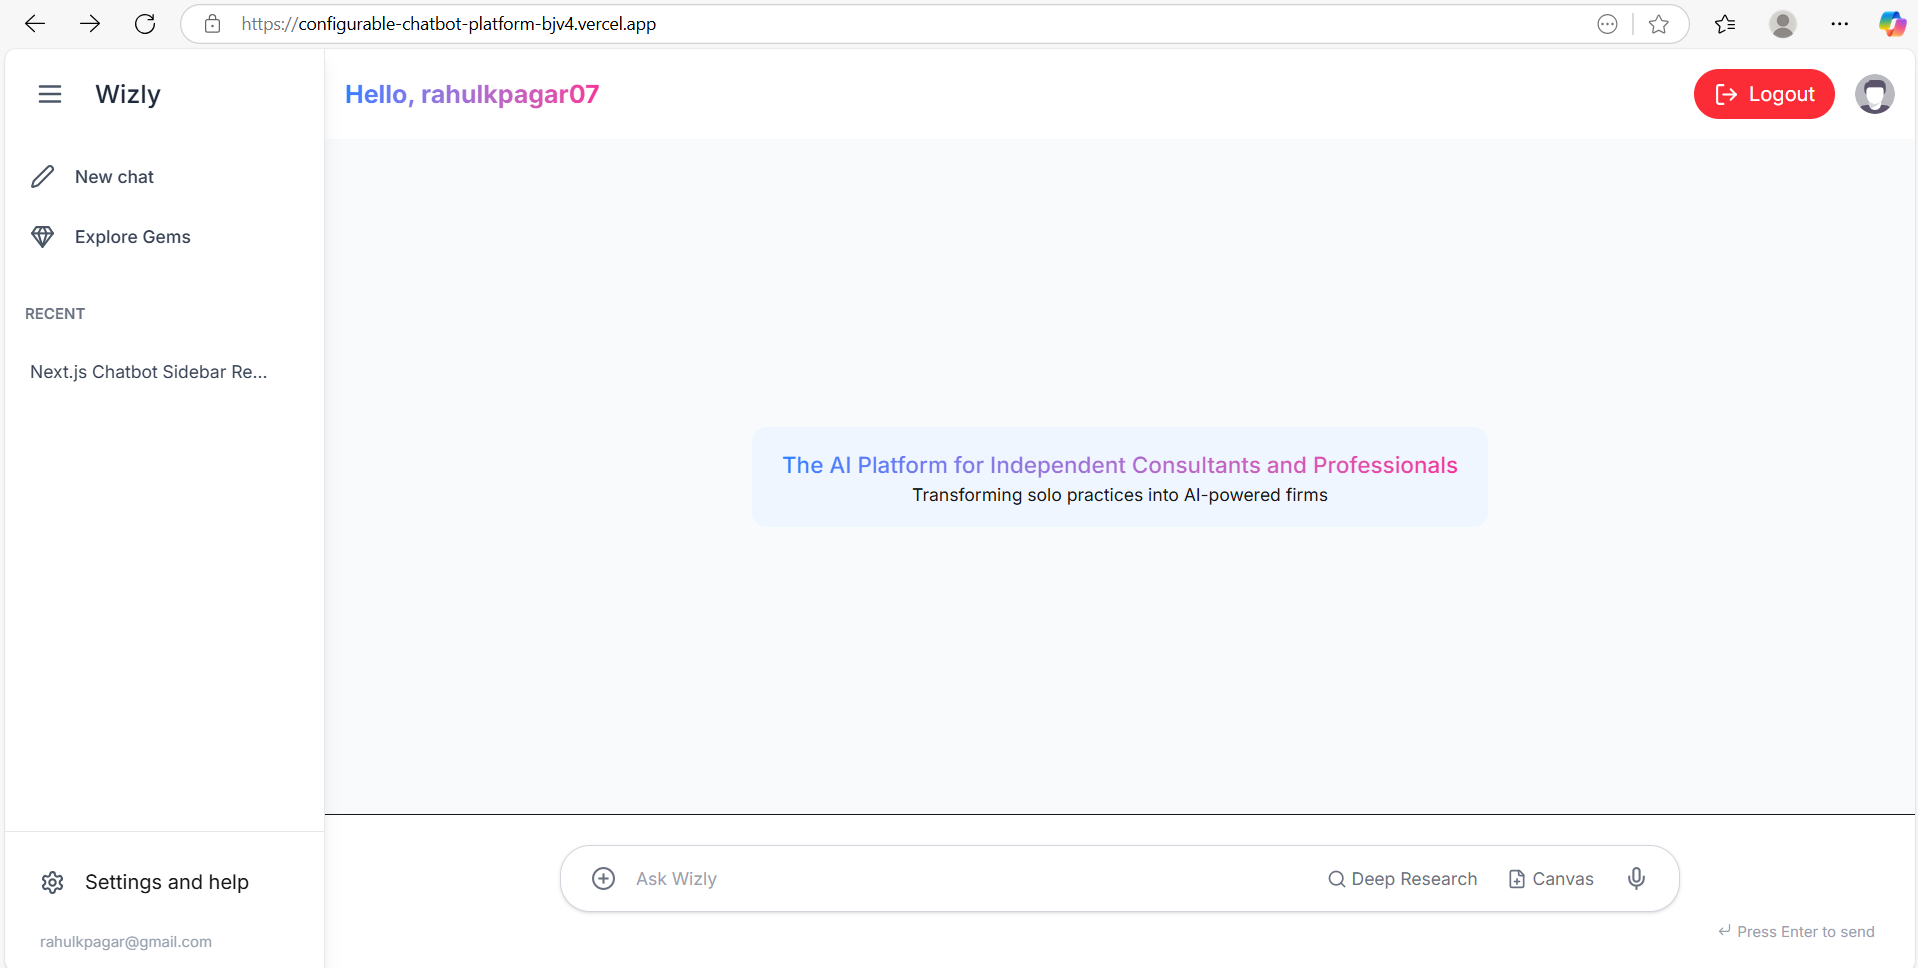 https://configurable-chatbot-platform-bjv4.vercel.app
Wizly
Hello, rahulkpagar07
Logout
New chat
Explore Gems
RECENT
Next.js Chatbot Sidebar Re...
The AI Platform for Independent Consultants and Professionals
Transforming solo practices into AI-powered firms
Ask Wizly
Deep Research
Canvas
Settings and help
Press Enter to send
rahulkpagar@gmail.com